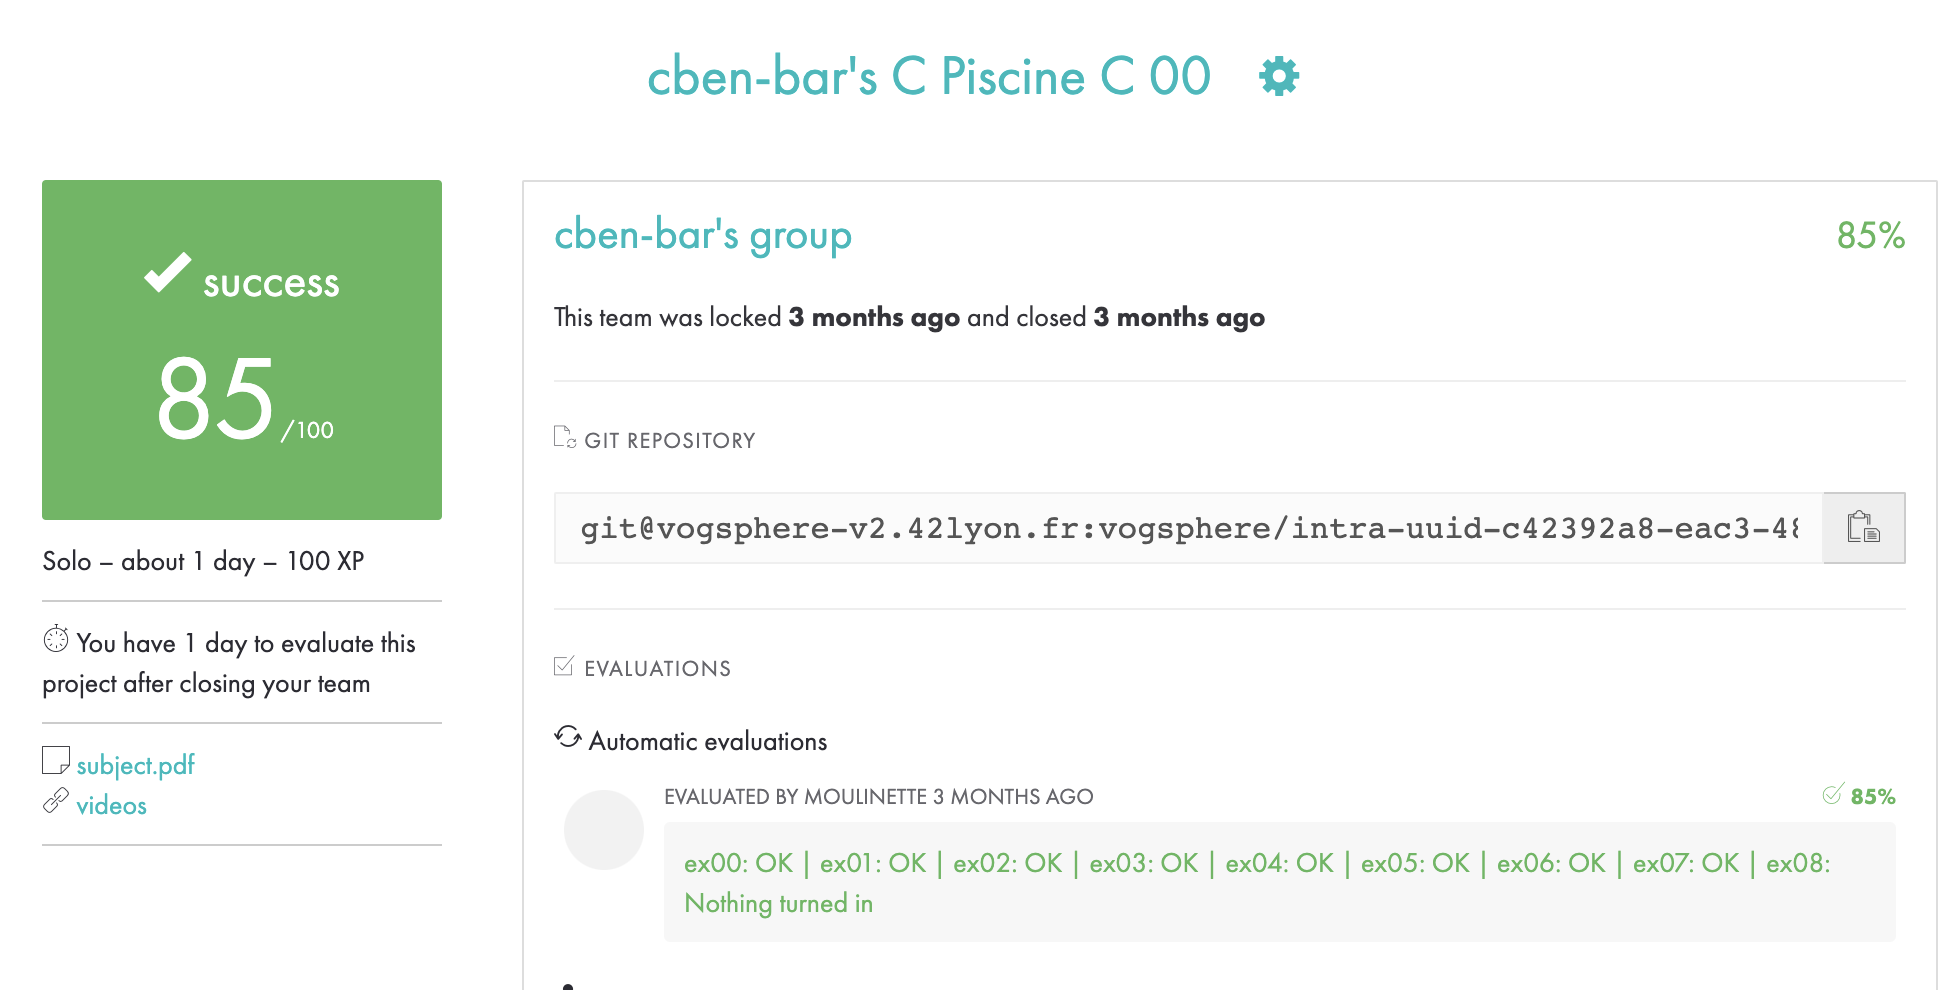 cben-bar's C Piscine C 00
success
85 /100
Solo – about 1 day – 100 XP
You have 1 day to evaluate this
project after closing your team
subject.pdf
videos
cben-bar's group
85%
This team was locked 3 months ago and closed 3 months ago
GIT REPOSITORY
git@vogsphere-v2.42lyon.fr:vogsphere/intra-uuid-c42392a8-eac3-48
EVALUATIONS
Automatic evaluations
EVALUATED BY MOULINETTE 3 MONTHS AGO
85%
ex00: OK | ex01: OK | ex02: OK | ex03: OK | ex04: OK | ex05: OK | ex06: OK | ex07: OK | ex08:
Nothing turned in